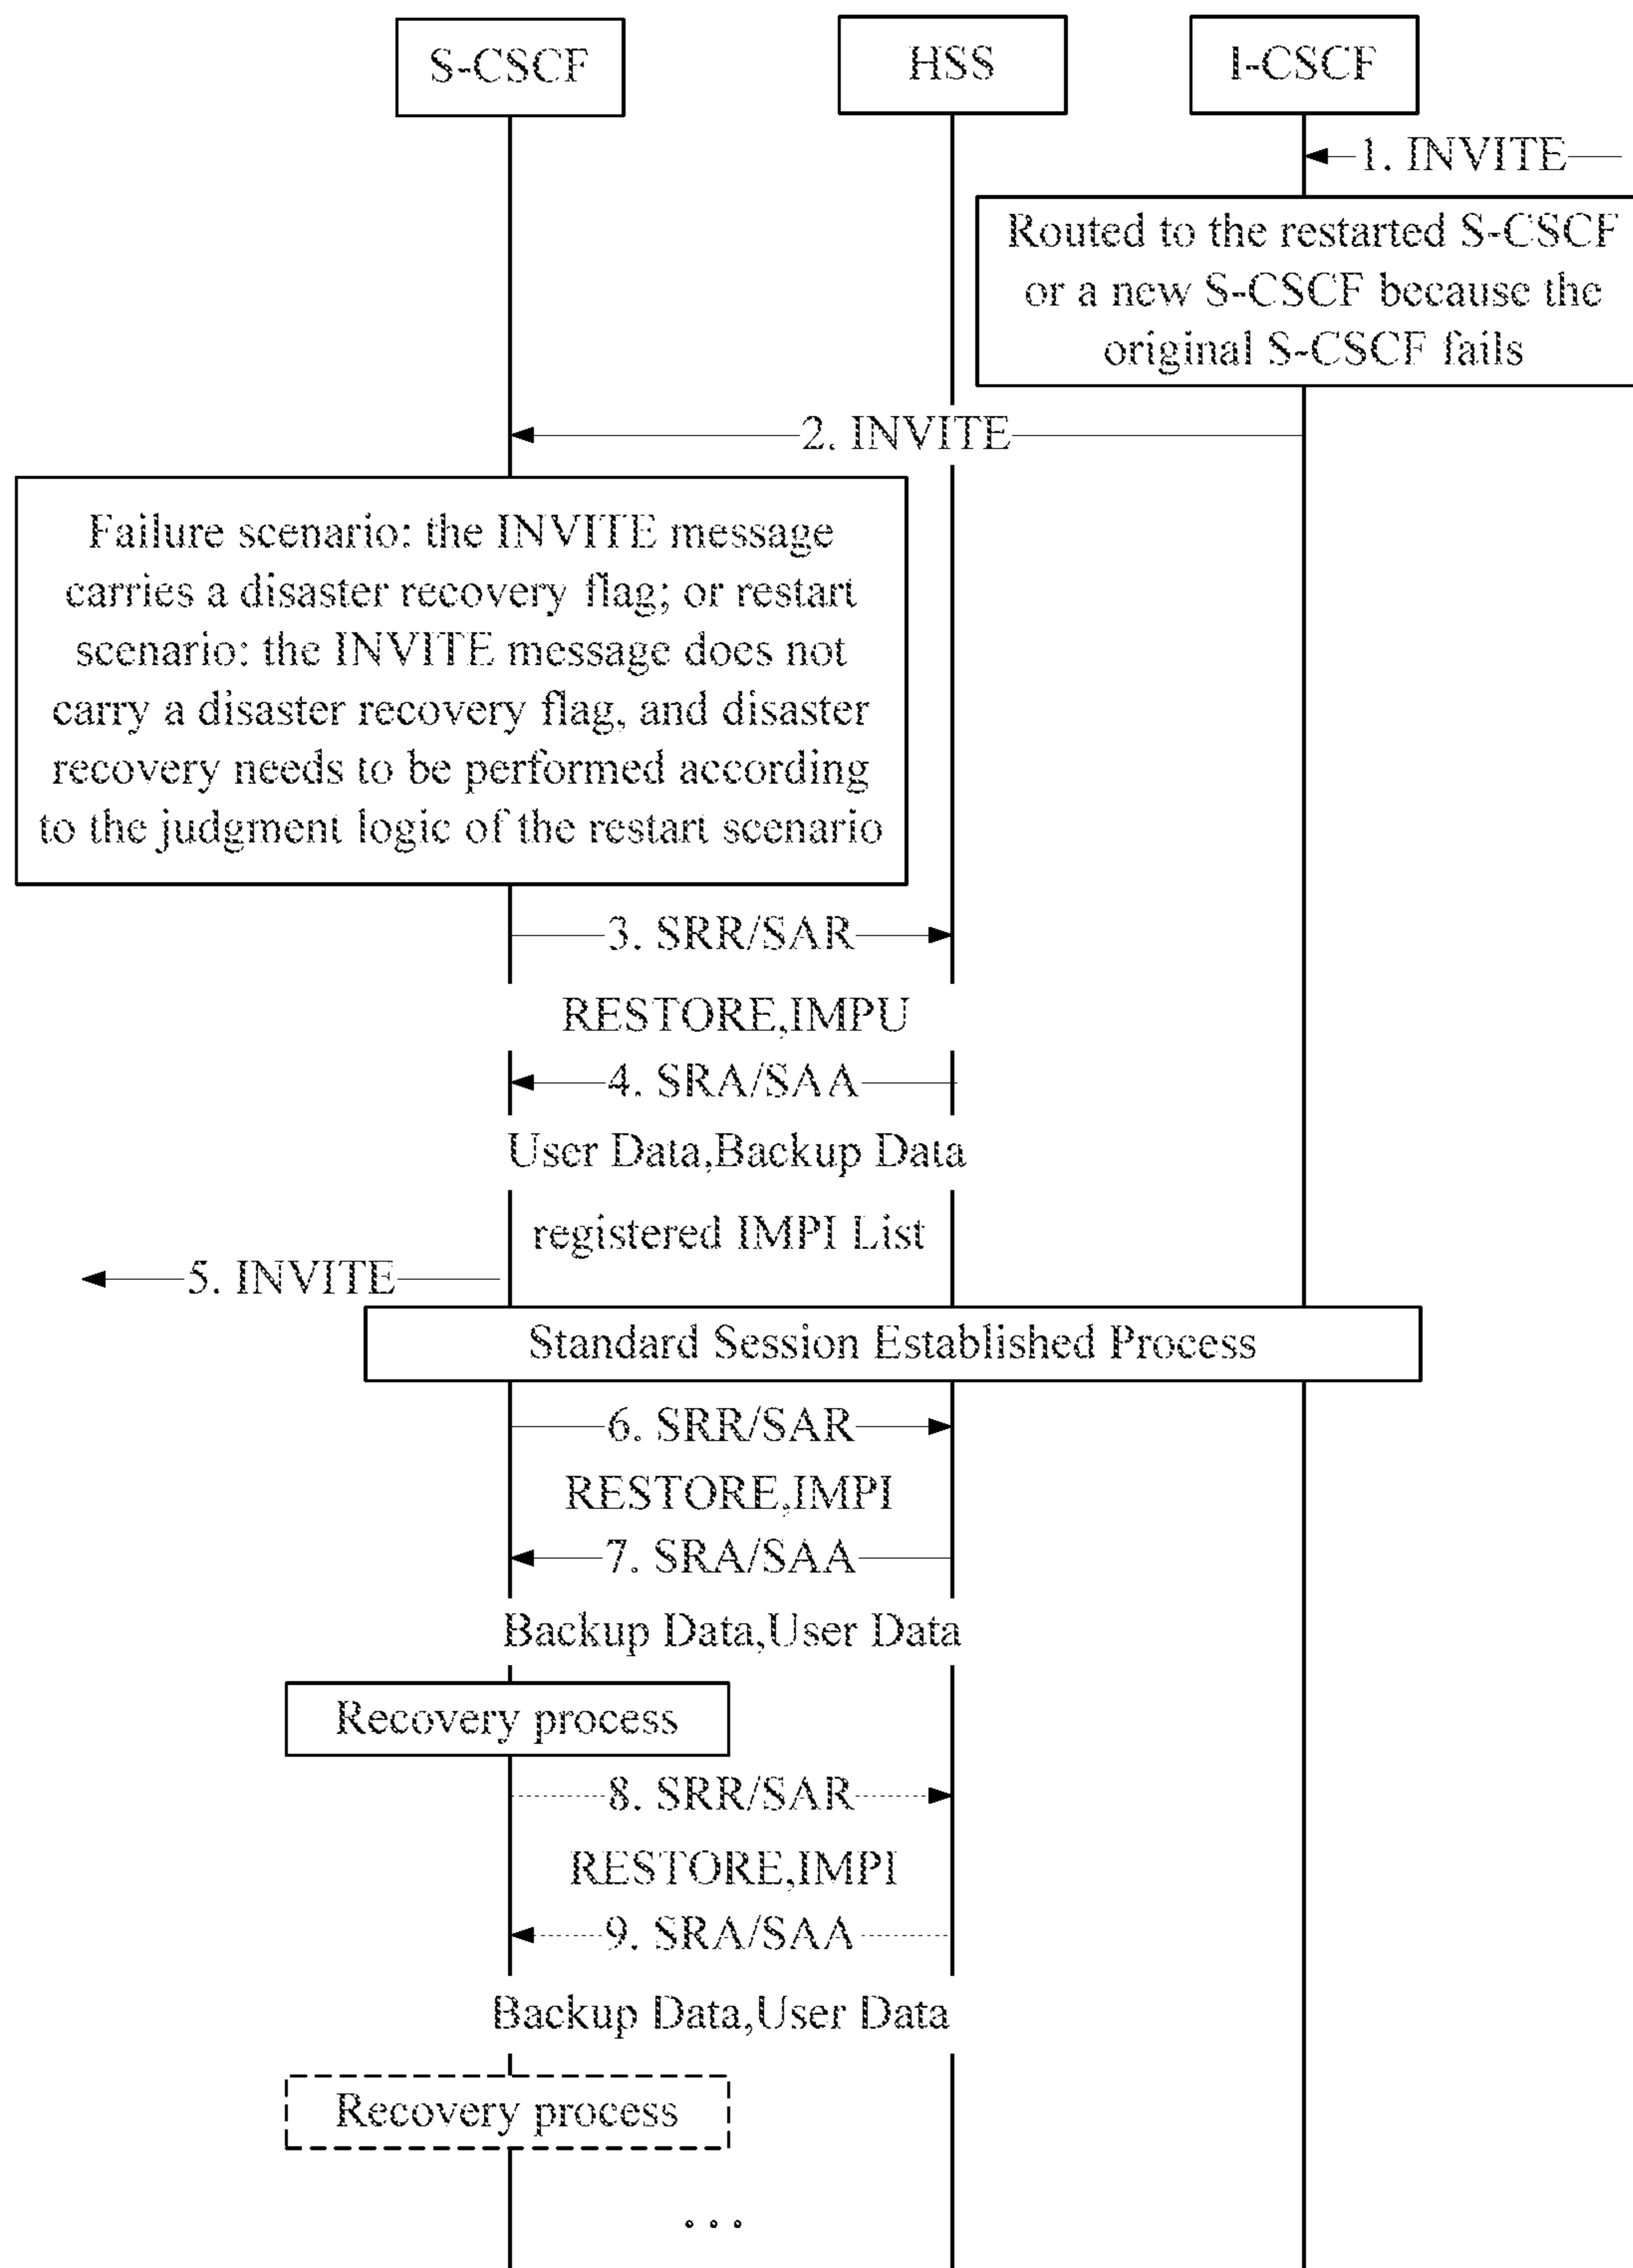 S-CSCF
HSS
I-CSCF
1. INVITE
Routed to the restarted S-CSCF
or a new S-CSCF because the
original S-CSCF fails
2. INVITE
Failure scenario: the INVITE message
carries a disaster recovery flag; or restart
scenario: the INVITE message does not
carry a disaster recovery flag, and disaster
recovery needs to be performed according
to the judgment logic of the restart scenario
3. SRR/SAR
RESTORE,IMPU
4. SRA/SAA
User Data,Backup Data
registered IMPI List
5. INVITE
Standard Session Established Process
6. SRR/SAR
RESTORE,IMPI
7. SRA/SAA
Backup Data,User Data
Recovery process
8. SRR/SAR
RESTORE,IMPI
9. SRA/SAA
Backup Data,User Data
Recovery process
...